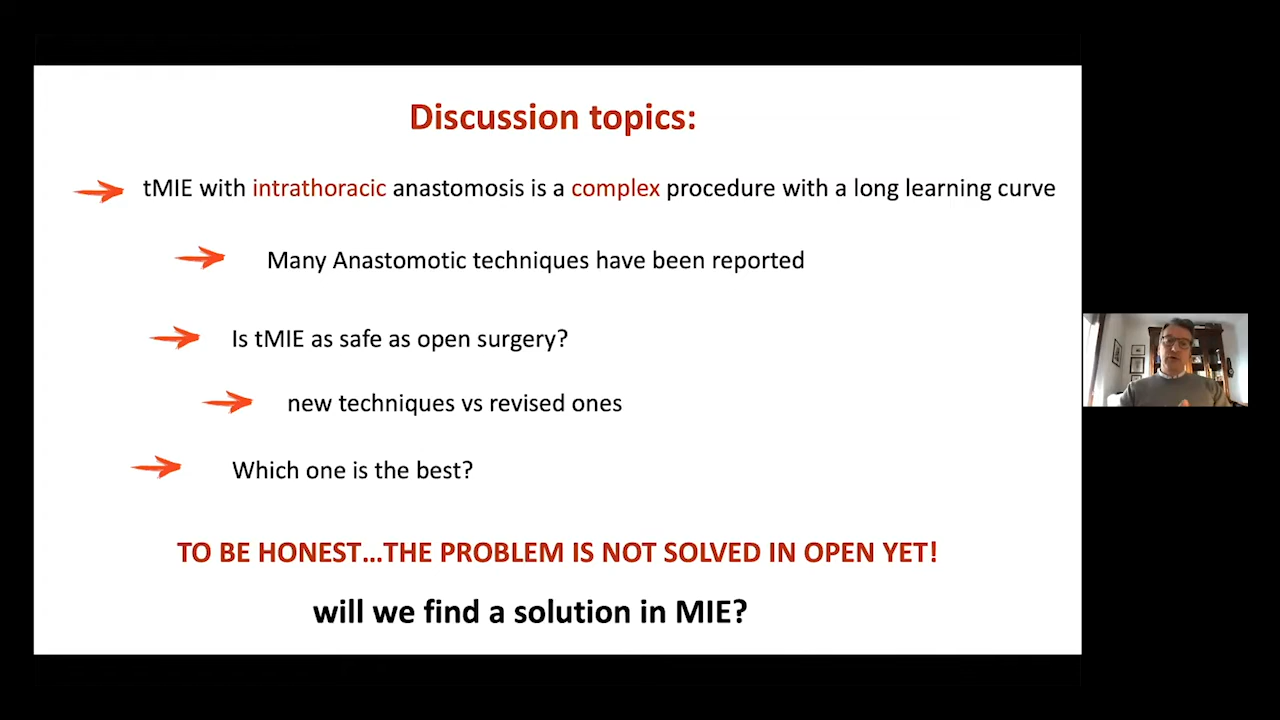 Discussion topics:
tMIE with intrathoracic anastomosis is a complex procedure with a long learning curve
Many Anastomotic techniques have been reported
Is tMIE as safe as open surgery?
new techniques vs revised ones
Which one is the best?
TO BE HONEST...THE PROBLEM IS NOT SOLVED IN OPEN YET!
will we find a solution in MIE?